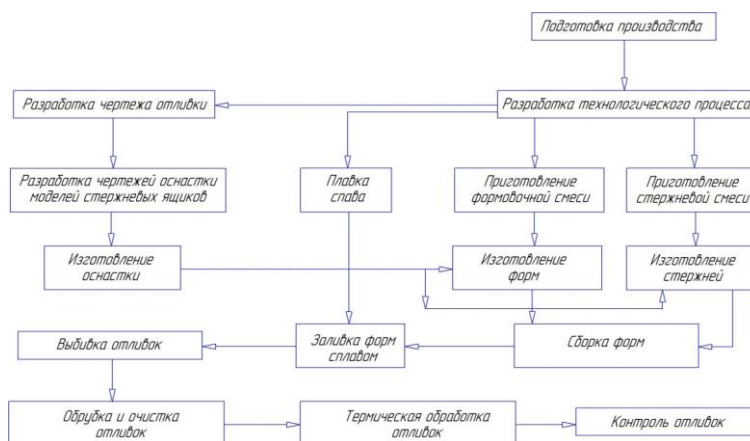 Подготовка производства
Разработка чертежа отливки
Разработка технологического процесса
Разработка чертежей оснастки
моделей стержневых ящиков
Плавка
спава
Приготовление
формовочной смеси
Приготовление
стержневой смеси
Изготовление
оснастки
Изготовление
форм
Изготовление
стержней
Выбивка отливок
Заливка форм
сплавом
Сборка форм
Обрубка и очистка
отливок
Термическая обработка
отливок
Контроль отливок